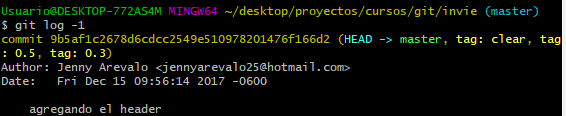 Usuario@DESKTOP-772AS4M MINGW64 ~/desktop/proyectos/cursos/git/invie (master)
$ git log -1
commit 9b5af1c2678d6cdcc2549e510978201476f166d2 (HEAD -> master, tag: clear, tag
: 0.5, tag: 0.3)
Author: Jenny Arevalo <jennyarevalo25@hotmail.com>
Date:   Fri Dec 15 09:56:14 2017 -0600

    agregando el header